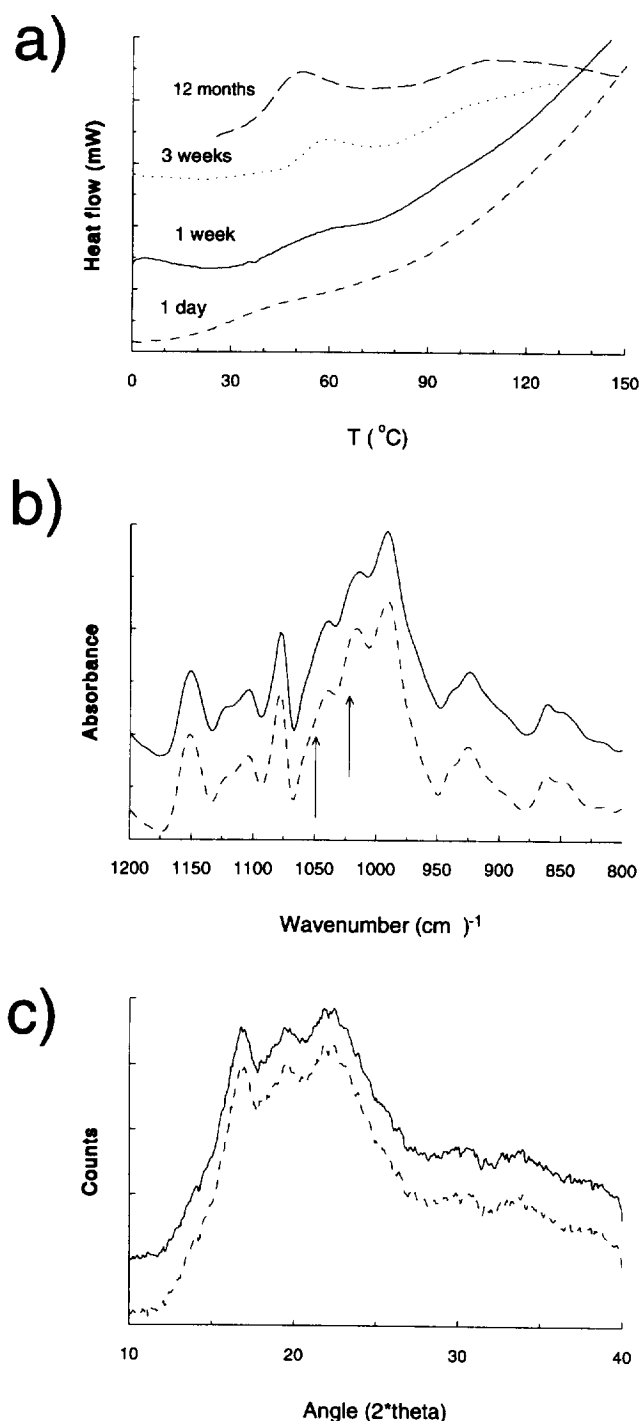 a)
Heat flow (mW)
12 months
3 weeks
1 week
1 day
0 30 60 90 120 150
T (°C)
b)
Absorbance
1200 1150 1100 1050 1000 950 900 850 800
Wavenumber (cm )-1
c)
Counts
10 20 30 40
Angle (2*theta)